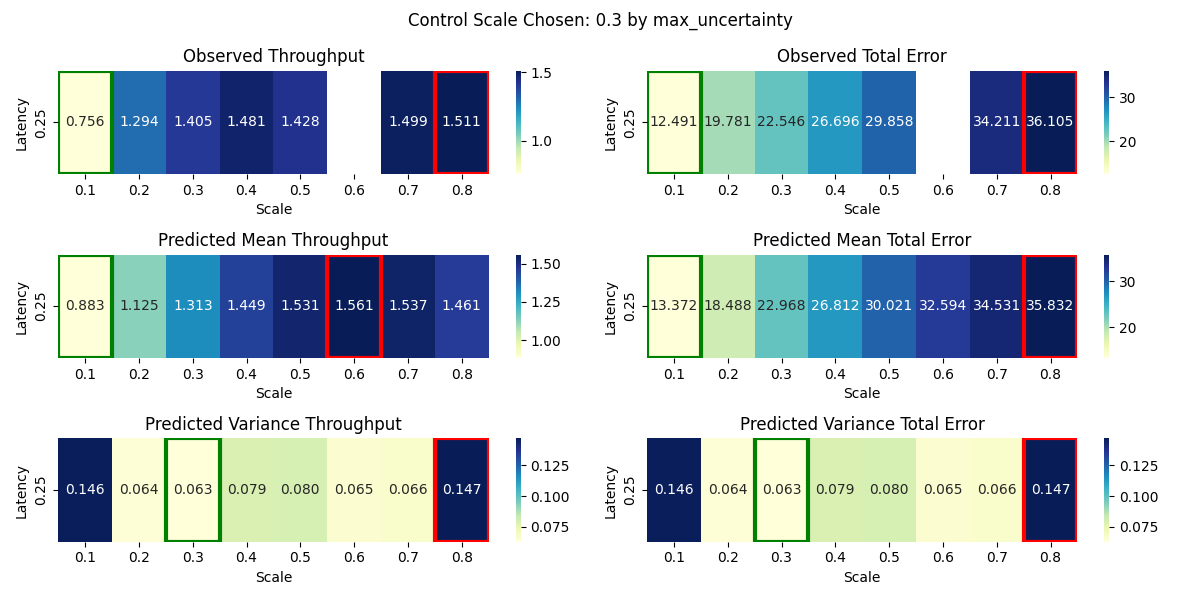 Control Scale Chosen: 0.3 by max_uncertainty
Observed Throughput
Latency
0.25
0.756 1.294 1.405 1.481 1.428 1.499 1.511
0.1 0.2 0.3 0.4 0.5 0.6 0.7 0.8
Scale
1.5
1.0
Observed Total Error
Latency
0.25
12.491 19.781 22.546 26.696 29.858 34.211 36.105
0.1 0.2 0.3 0.4 0.5 0.6 0.7 0.8
Scale
30
20
Predicted Mean Throughput
Latency
0.25
0.883 1.125 1.313 1.449 1.531 1.561 1.537 1.461
0.1 0.2 0.3 0.4 0.5 0.6 0.7 0.8
Scale
1.50
1.25
1.00
Predicted Mean Total Error
Latency
0.25
13.372 18.488 22.968 26.812 30.021 32.594 34.531 35.832
0.1 0.2 0.3 0.4 0.5 0.6 0.7 0.8
Scale
30
20
Predicted Variance Throughput
Latency
0.25
0.146 0.064 0.063 0.079 0.080 0.065 0.066 0.147
0.1 0.2 0.3 0.4 0.5 0.6 0.7 0.8
Scale
0.125
0.100
0.075
Predicted Variance Total Error
Latency
0.25
0.146 0.064 0.063 0.079 0.080 0.065 0.066 0.147
0.1 0.2 0.3 0.4 0.5 0.6 0.7 0.8
Scale
0.125
0.100
0.075